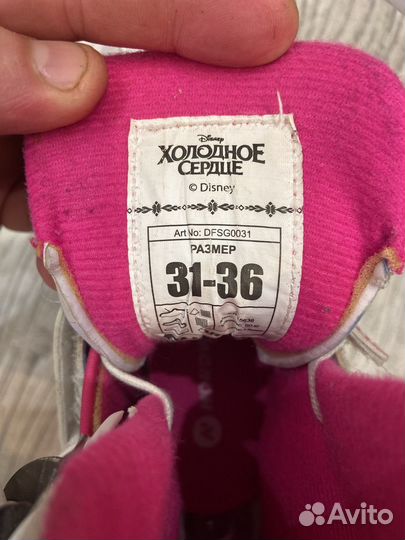 Disney
ХОЛОДНОЕ
СЕРДЦЕ
© Disney
Art No: DFSG0031
РАЗМЕР
31-36
Avito